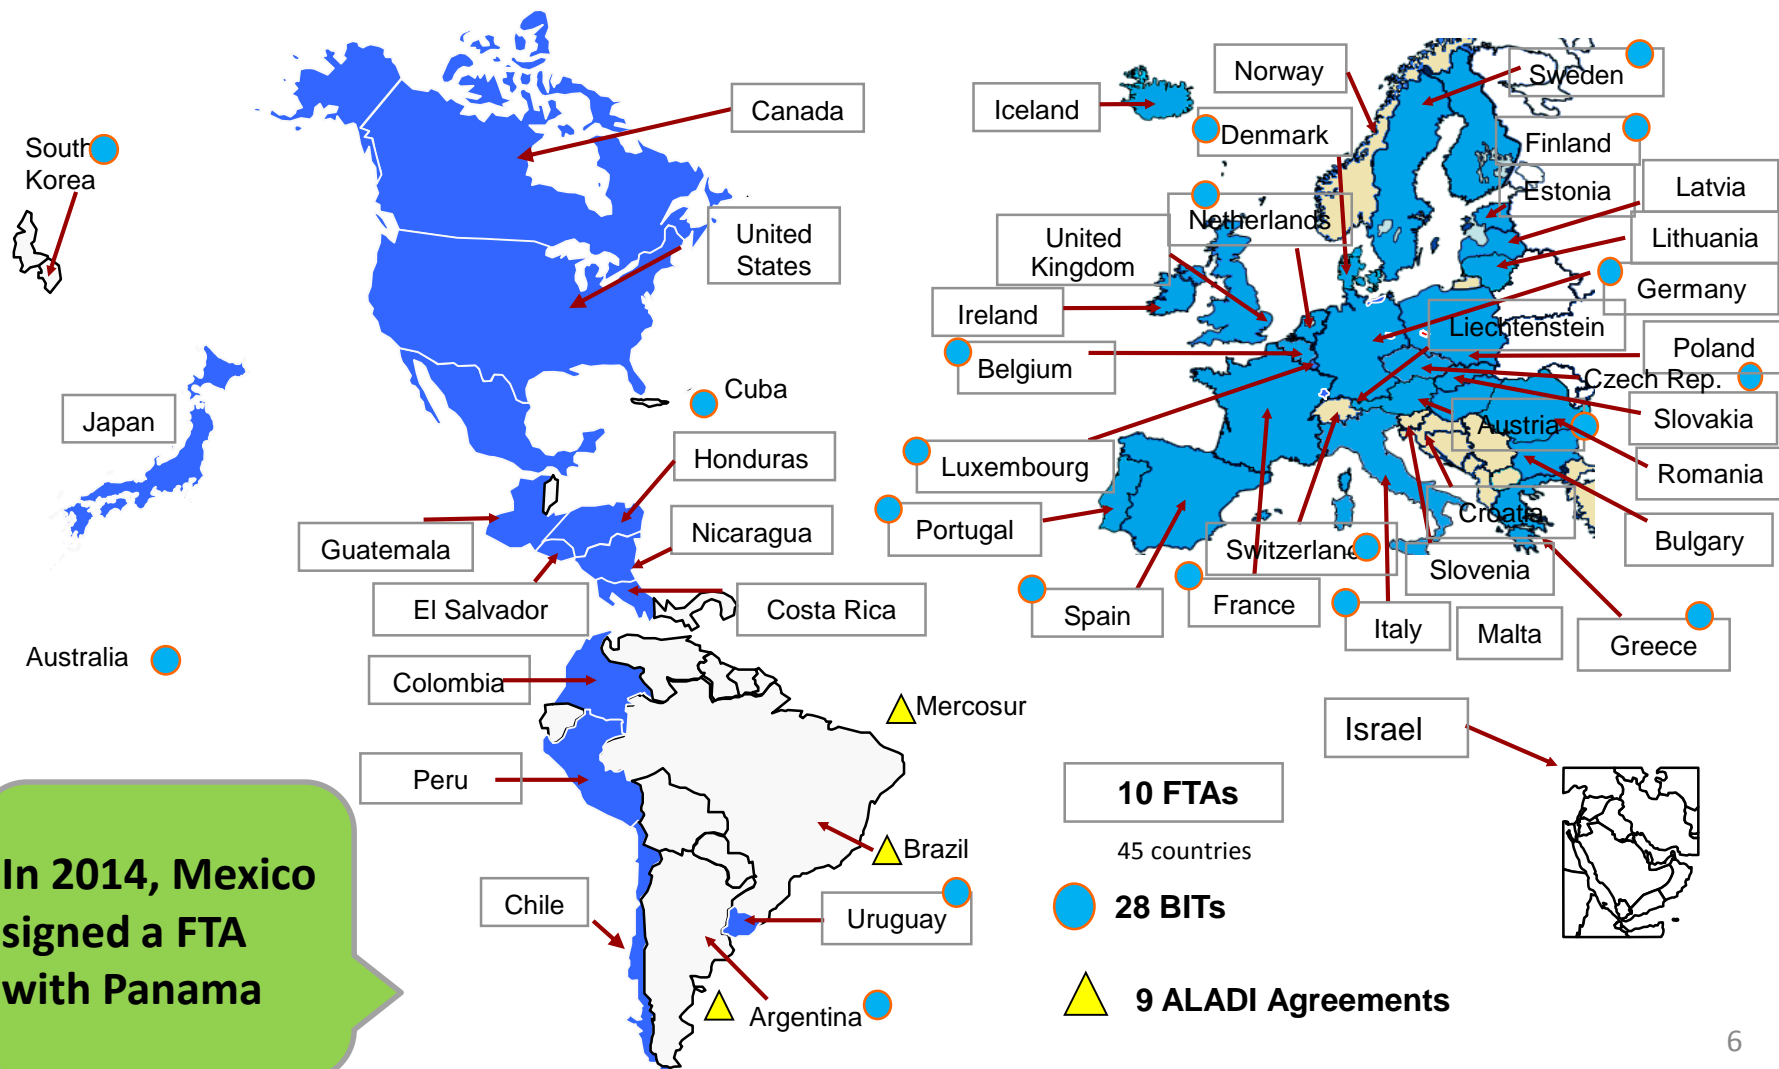 Canada
South
Korea
United
States
Japan
Cuba
Honduras
Guatemala
Nicaragua
El Salvador
Costa Rica
Australia
Colombia
Mercosur
Peru
Brazil
Chile
Uruguay
Argentina
In 2014, Mexico
signed a FTA
with Panama
Norway
Sweden
Iceland
Denmark
Finland
Estonia
Latvia
Netherlands
United
Kingdom
Lithuania
Germany
Ireland
Liechtenstein
Belgium
Poland
Czech Rep.
Slovakia
Austria
Luxembourg
Romania
Portugal
Croatia
Switzerland
Bulgary
Slovenia
Spain
France
Italy
Malta
Greece
Israel
10 FTAs
45 countries
28 BITs
9 ALADI Agreements
6